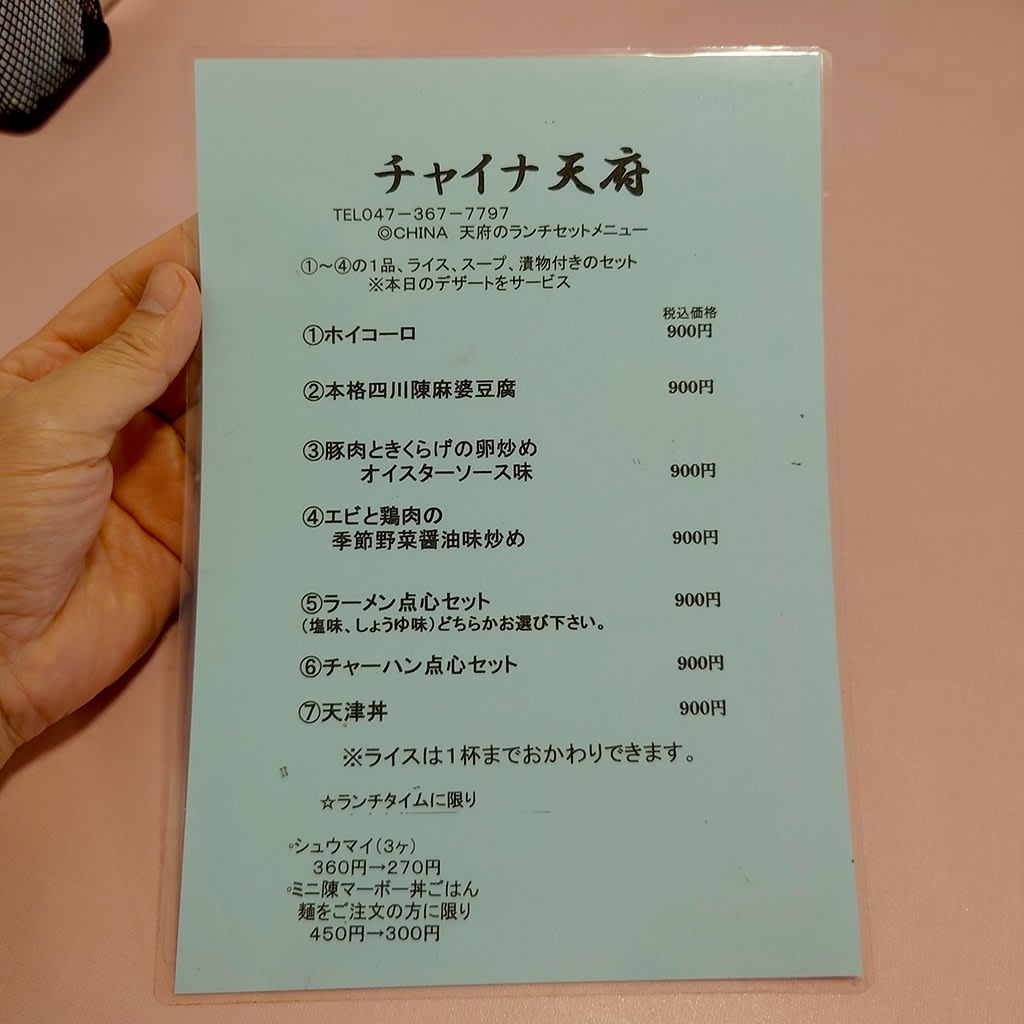 チャイナ天府
TEL047－367－7797
◎CHINA 天府のランチセットメニュー
①～④の１品、ライス、スープ、漬物付きのセット
※本日のデザートをサービス
税込価格
①ホイコーロ 900円
②本格四川陳麻婆豆腐 900円
③豚肉ときくらげの卵炒め
オイスターソース味 900円
④エビと鶏肉の
季節野菜醤油味炒め 900円
⑤ラーメン点心セット 900円
（塩味、しょうゆ味）どちらかお選び下さい。
⑥チャーハン点心セット 900円
⑦天津丼 900円
※ライスは１杯までおかわりできます。
☆ランチタイムに限り
◦シュウマイ（3ヶ）
360円→270円
◦ミニ陳マーボー丼ごはん
麺をご注文の方に限り
450円→300円